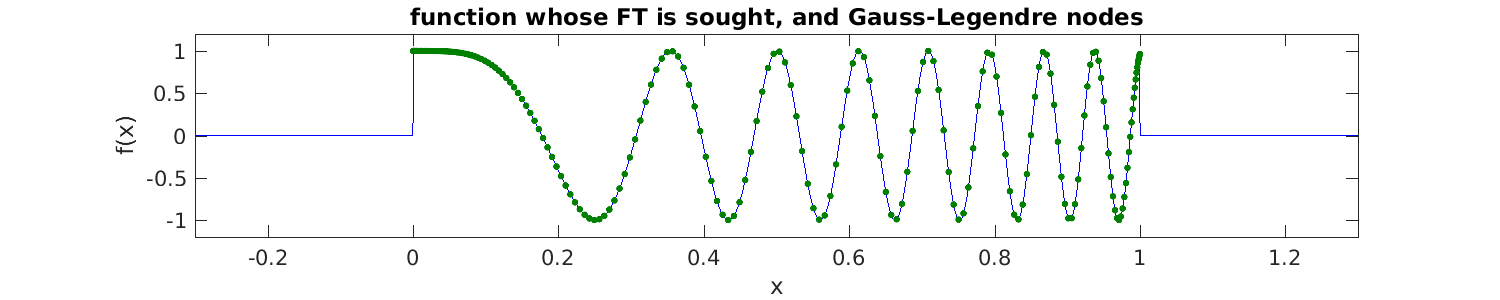 function whose FT is sought, and Gauss-Legendre nodes
1
0.5
0
-0.5
-1
f(x)
-0.2 0 0.2 0.4 0.6 0.8 1 1.2
x